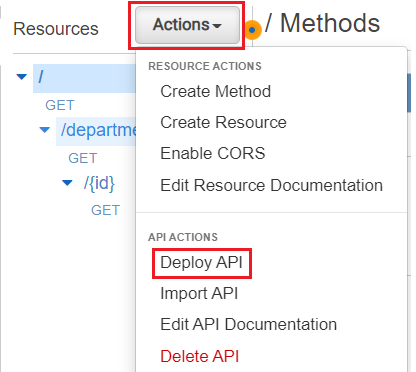 Resources
Actions
/ Methods
/
GET
/departme
GET
/{id}
GET
RESOURCE ACTIONS
Create Method
Create Resource
Enable CORS
Edit Resource Documentation
API ACTIONS
Deploy API
Import API
Edit API Documentation
Delete API